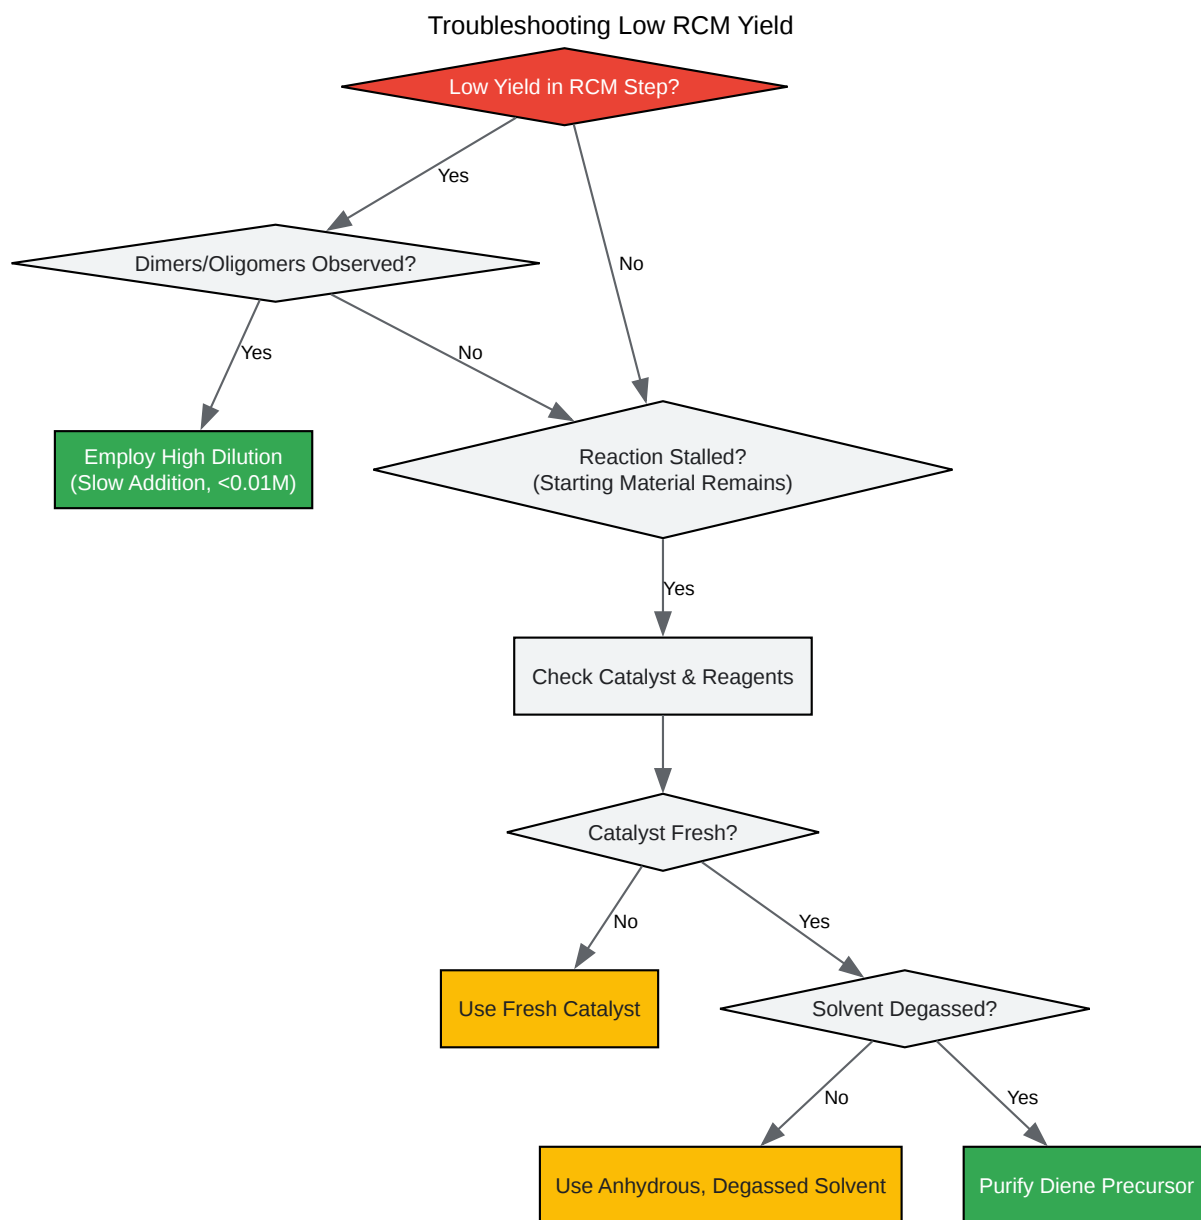 Troubleshooting Low RCM Yield
Low Yield in RCM Step?
Yes
No
Dimers/Oligomers Observed?
Yes
No
Employ High Dilution
(Slow Addition, <0.01M)
Reaction Stalled?
(Starting Material Remains)
Yes
Check Catalyst & Reagents
Catalyst Fresh?
No
Yes
Use Fresh Catalyst
Solvent Degassed?
No
Yes
Use Anhydrous, Degassed Solvent
Purify Diene Precursor